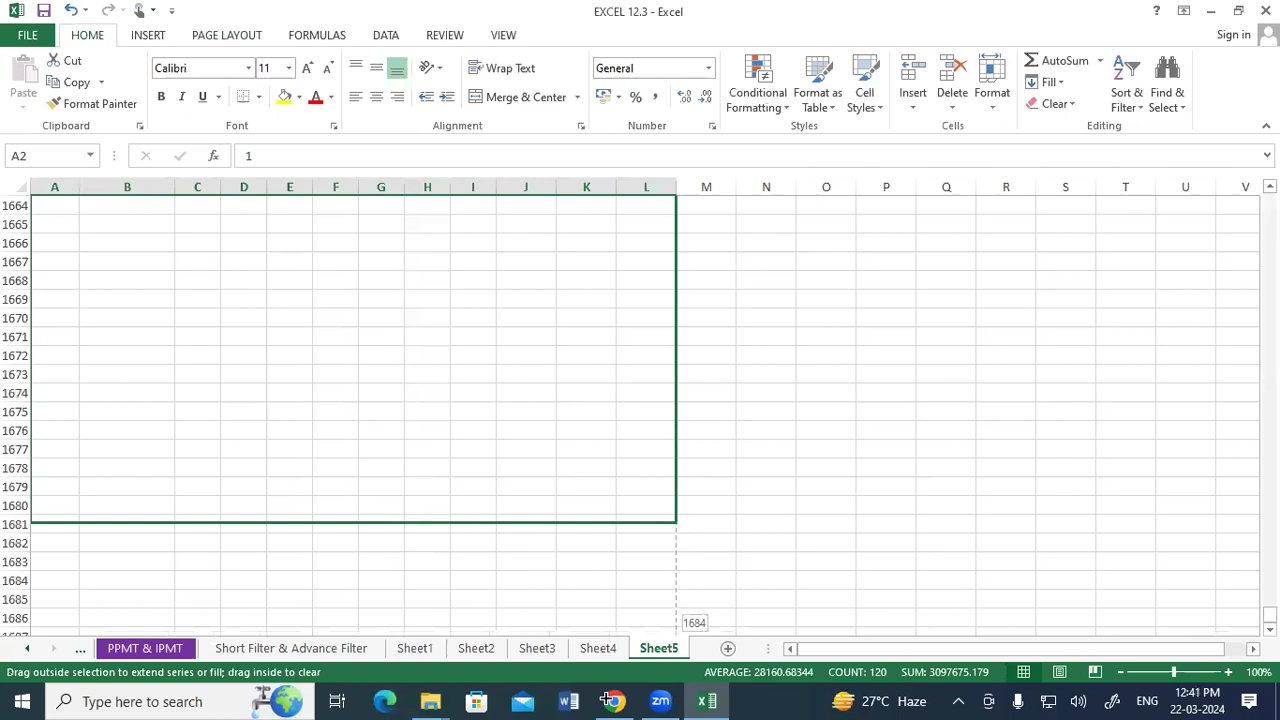 EXCEL 12.3 - Excel
?
FILE HOME INSERT PAGE LAYOUT FORMULAS DATA REVIEW VIEW Sign in
Paste
Cut
Copy
Format Painter
Clipboard
Calibri 11
B I U
Font
Wrap Text
Merge & Center
Alignment
General
% ,
Number
Conditional Formatting
Format as Table
Cell Styles
Styles
Insert Delete Format
Cells
AutoSum
Fill
Clear
Sort & Filter
Find & Select
Editing
A2 fx 1
A B C D E F G H I J K L M N O P Q R S T U V
1664
1665
1666
1667
1668
1669
1670
1671
1672
1673
1674
1675
1676
1677
1678
1679
1680
1681
1682
1683
1684
1685
1686
1687
1684
... PPMT & IPMT Short Filter & Advance Filter Sheet1 Sheet2 Sheet3 Sheet4 Sheet5
Drag outside selection to extend series or fill; drag inside to clear AVERAGE: 28160.68344 COUNT: 120 SUM: 3097675.179 100%
Type here to search 27°C Haze ENG 12:41 PM
22-03-2024